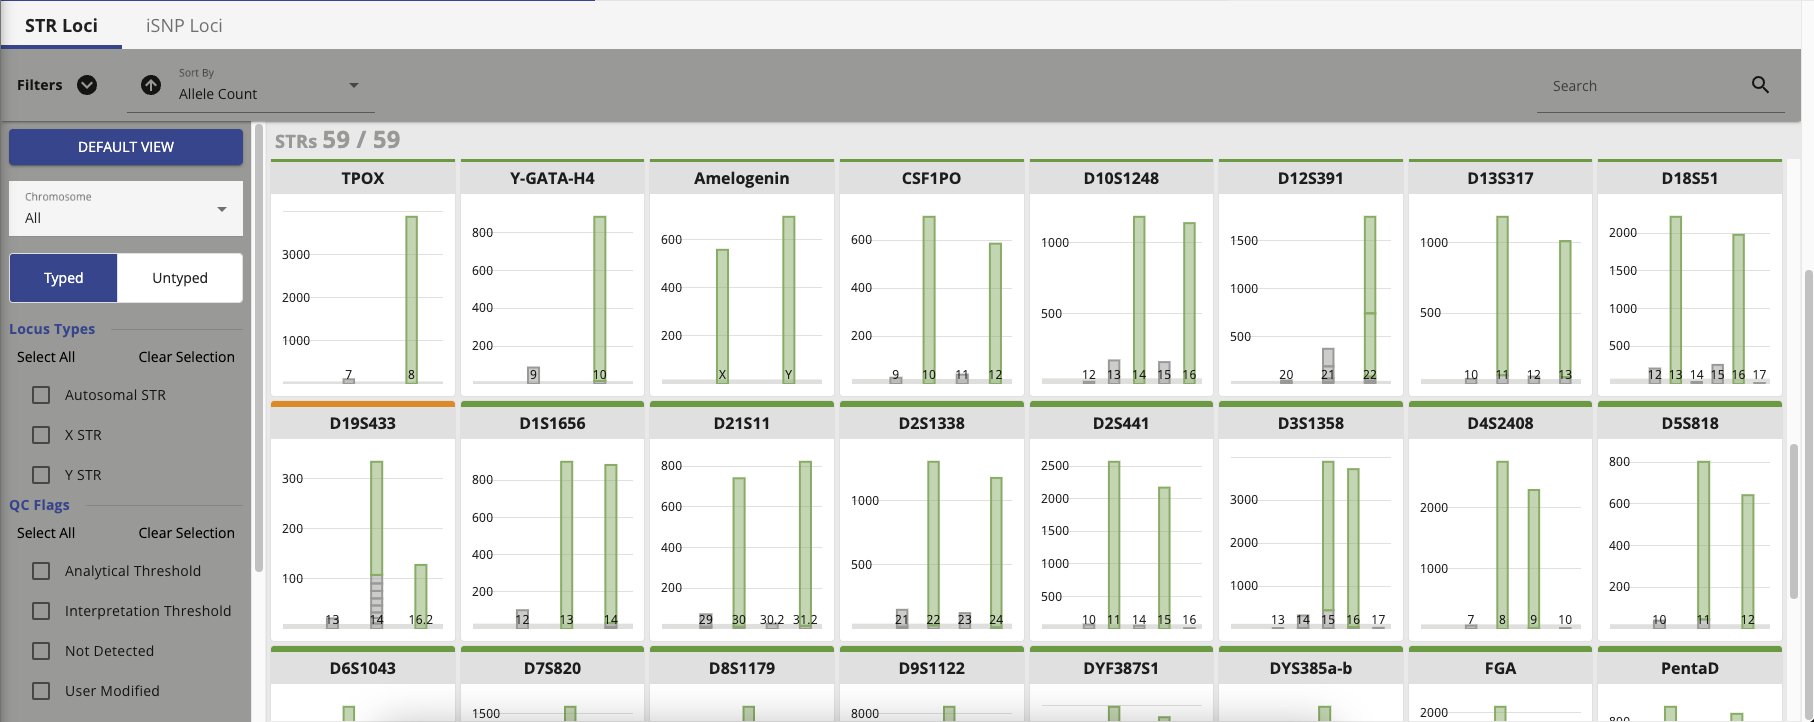 STR Loci iSNP Loci
Filters Sort By Allele Count Search
DEFAULT VIEW
Chromosome
All
Typed Untyped
Locus Types
Select All Clear Selection
Autosomal STR
X STR
Y STR
QC Flags
Select All Clear Selection
Analytical Threshold
Interpretation Threshold
Not Detected
User Modified
STRs 59 / 59
TPOX
3000
2000
1000
7 8
Y-GATA-H4
800
600
400
200
9 10
Amelogenin
600
400
200
X Y
CSF1PO
600
400
200
9 10 11 12
D10S1248
1000
500
12 13 14 15 16
D12S391
1500
1000
500
20 21 22
D13S317
1000
500
10 11 12 13
D18S51
2000
1500
1000
500
12 13 14 15 16 17
D19S433
300
200
100
13 14 16.2
D1S1656
800
600
400
200
12 13 14
D21S11
800
600
400
200
29 30 30.2 31.2
D2S1338
1000
500
21 22 23 24
D2S441
2500
2000
1500
1000
500
10 11 14 15 16
D3S1358
3000
2000
1000
13 14 15 16 17
D4S2408
2000
1000
7 8 9 10
D5S818
800
600
400
200
10 11 12
D6S1043
D7S820
1500
D8S1179
D9S1122
8000
DYF387S1
DYS385a-b
FGA
2000
PentaD